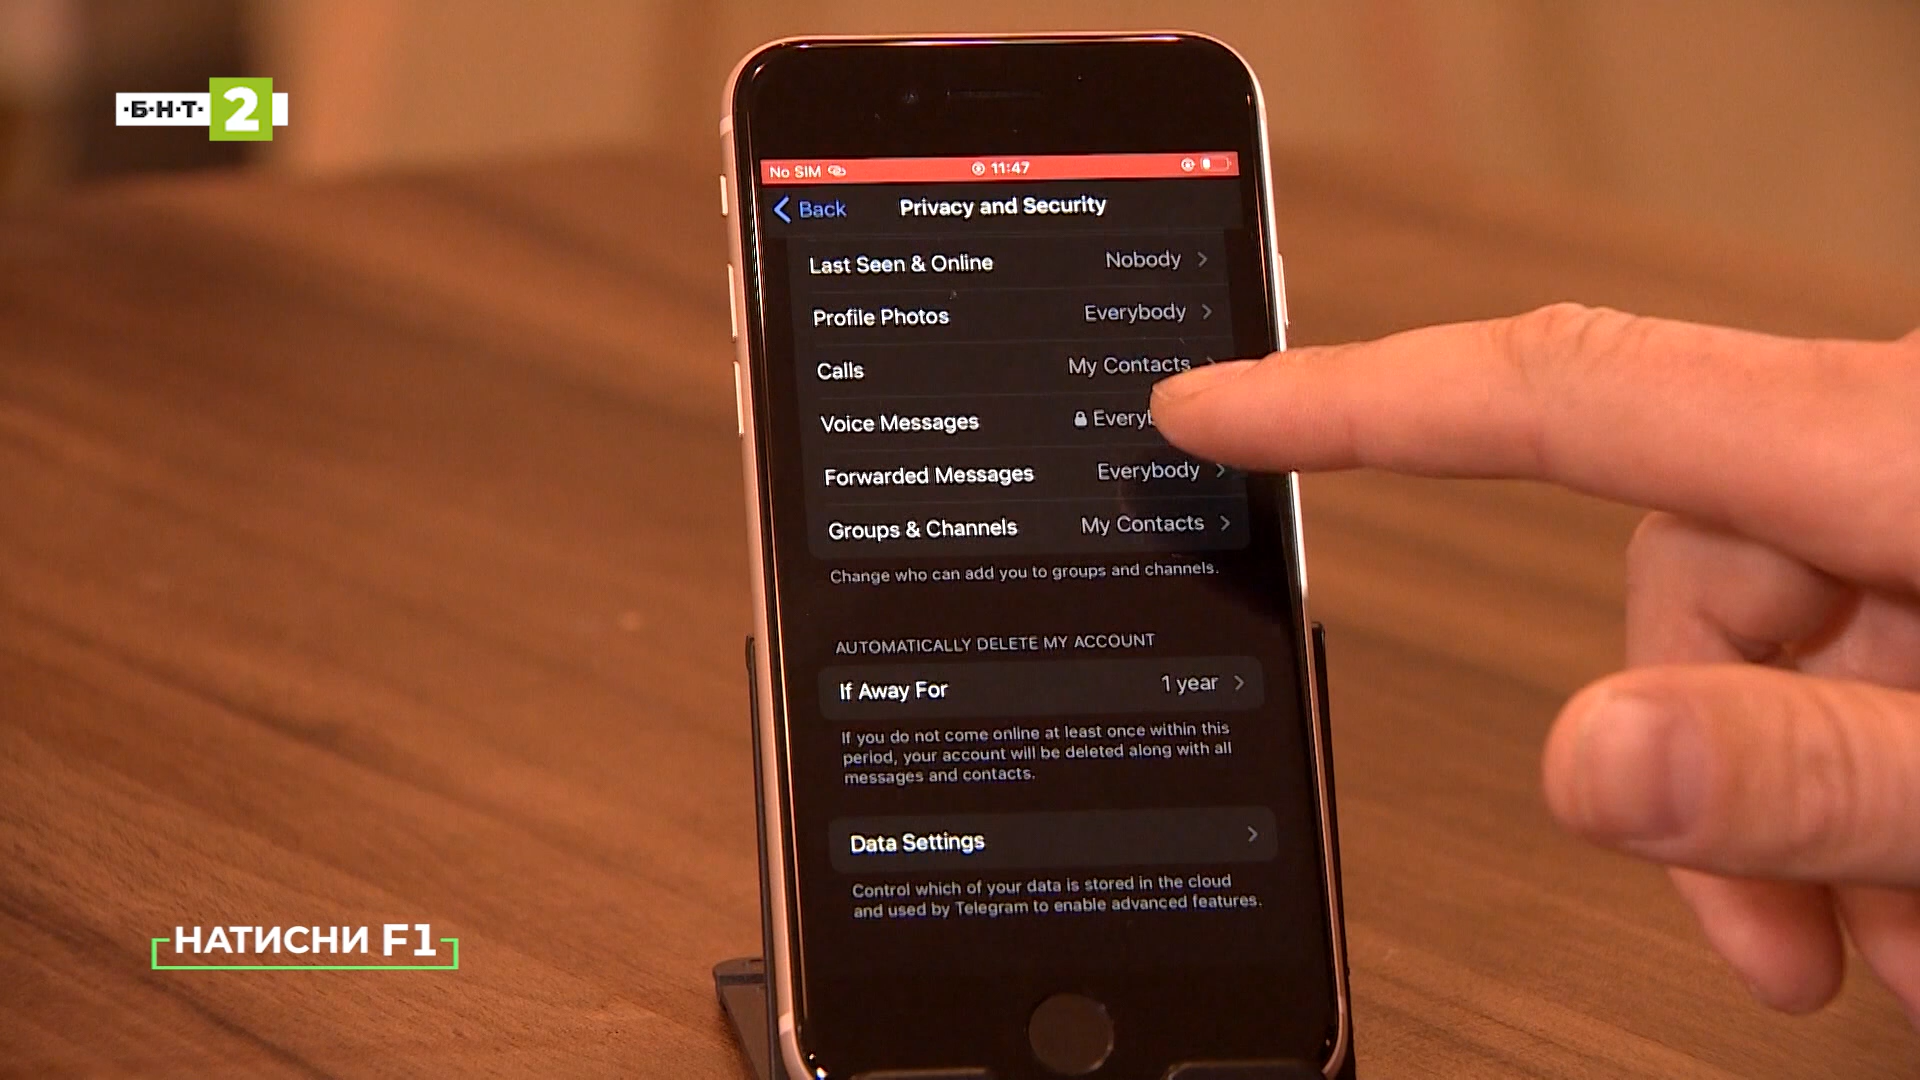 ·Б·Н·Т· 2
No SIM 11:47
Back Privacy and Security
Last Seen & Online Nobody
Profile Photos Everybody
Calls My Contacts
Voice Messages
Forwarded Messages Everybody
Groups & Channels My Contacts
Change who can add you to groups and channels.
AUTOMATICALLY DELETE MY ACCOUNT
If Away For 1 year
If you do not come online at least once within this
period, your account will be deleted along with all
messages and contacts.
Data Settings
Control which of your data is stored in the cloud
and used by Telegram to enable advanced features.
НАТИСНИ F1